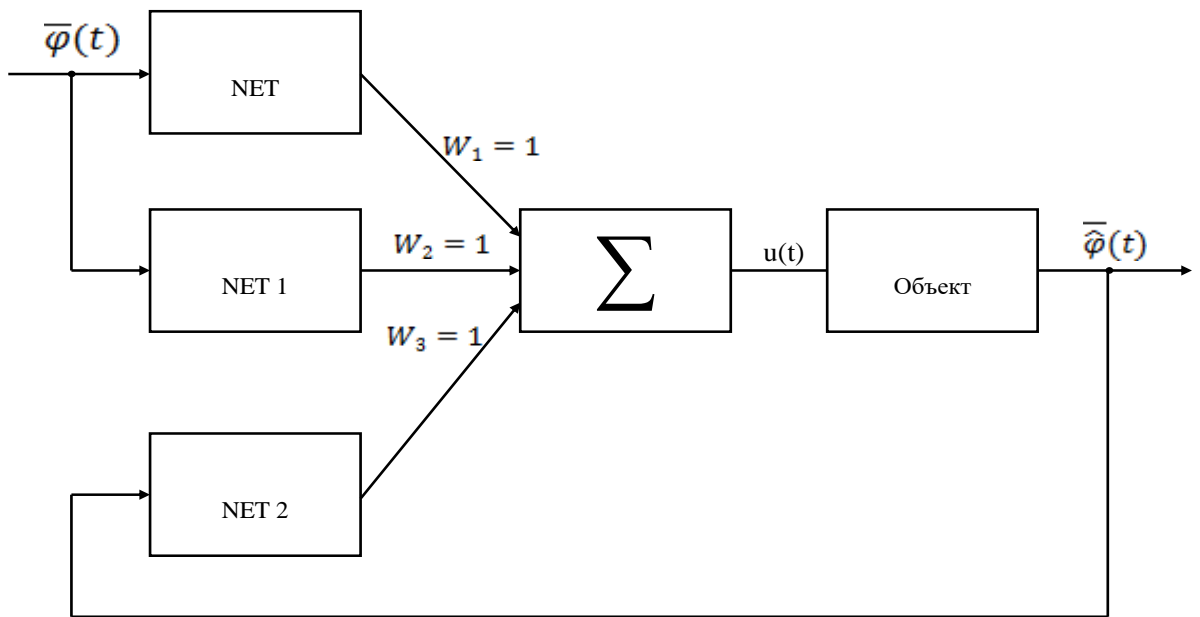 φ̅(t)
NET
W₁ = 1
NET 1
W₂ = 1
∑
u(t)
Объект
φ̂̅(t)
W₃ = 1
NET 2